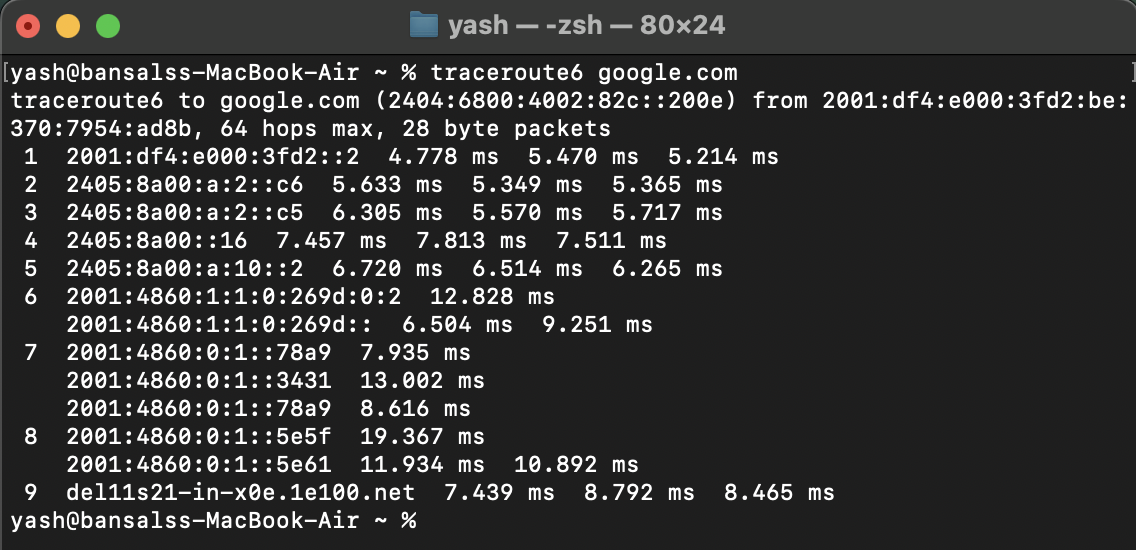 yash — -zsh — 80×24
[yash@bansalss-MacBook-Air ~ % traceroute6 google.com ]
traceroute6 to google.com (2404:6800:4002:82c::200e) from 2001:df4:e000:3fd2:be:
370:7954:ad8b, 64 hops max, 28 byte packets
 1  2001:df4:e000:3fd2::2  4.778 ms  5.470 ms  5.214 ms
 2  2405:8a00:a:2::c6  5.633 ms  5.349 ms  5.365 ms
 3  2405:8a00:a:2::c5  6.305 ms  5.570 ms  5.717 ms
 4  2405:8a00::16  7.457 ms  7.813 ms  7.511 ms
 5  2405:8a00:a:10::2  6.720 ms  6.514 ms  6.265 ms
 6  2001:4860:1:1:0:269d:0:2  12.828 ms
    2001:4860:1:1:0:269d::  6.504 ms  9.251 ms
 7  2001:4860:0:1::78a9  7.935 ms
    2001:4860:0:1::3431  13.002 ms
    2001:4860:0:1::78a9  8.616 ms
 8  2001:4860:0:1::5e5f  19.367 ms
    2001:4860:0:1::5e61  11.934 ms  10.892 ms
 9  del11s21-in-x0e.1e100.net  7.439 ms  8.792 ms  8.465 ms
yash@bansalss-MacBook-Air ~ %